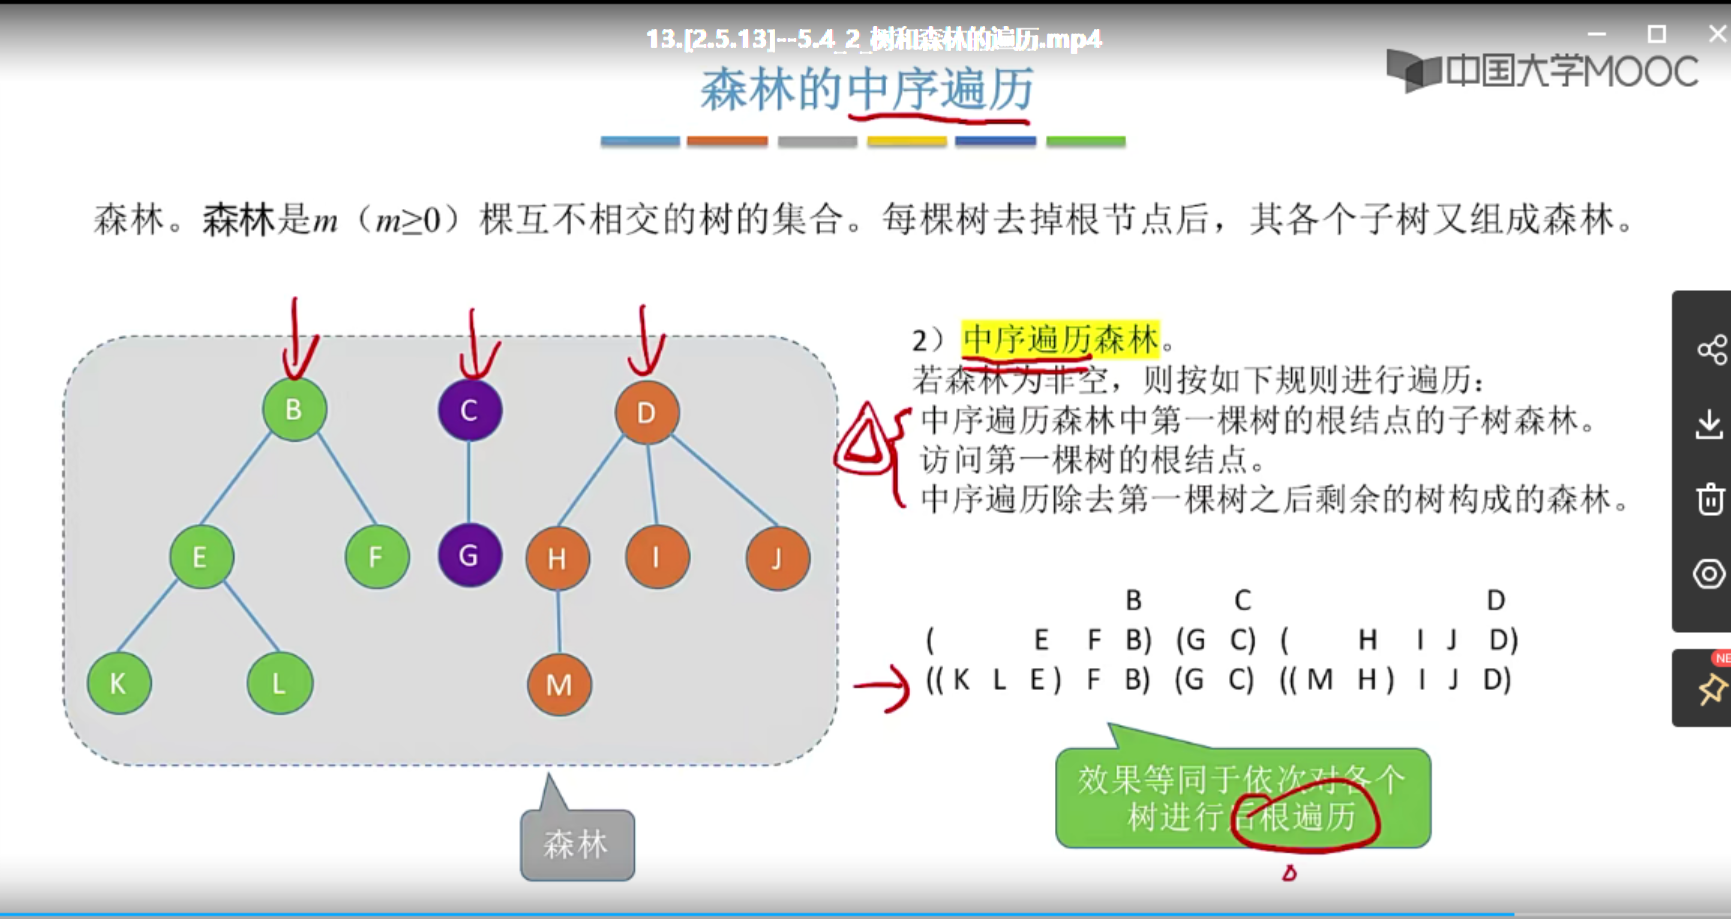 13.[2.5.13]--5.4_2_树和森林的遍历.mp4
中国大学MOOC
森林的中序遍历
森林。森林是m（m≥0）棵互不相交的树的集合。每棵树去掉根节点后，其各个子树又组成森林。
2）中序遍历森林。
若森林为非空，则按如下规则进行遍历：
中序遍历森林中第一棵树的根结点的子树森林。
访问第一棵树的根结点。
中序遍历除去第一棵树之后剩余的树构成的森林。
B C D
E F G H I J
K L M
森林
B C D
( E F B) (G C) ( H I J D)
((K L E) F B) (G C) ((M H) I J D)
效果等同于依次对各个
树进行后根遍历
NE